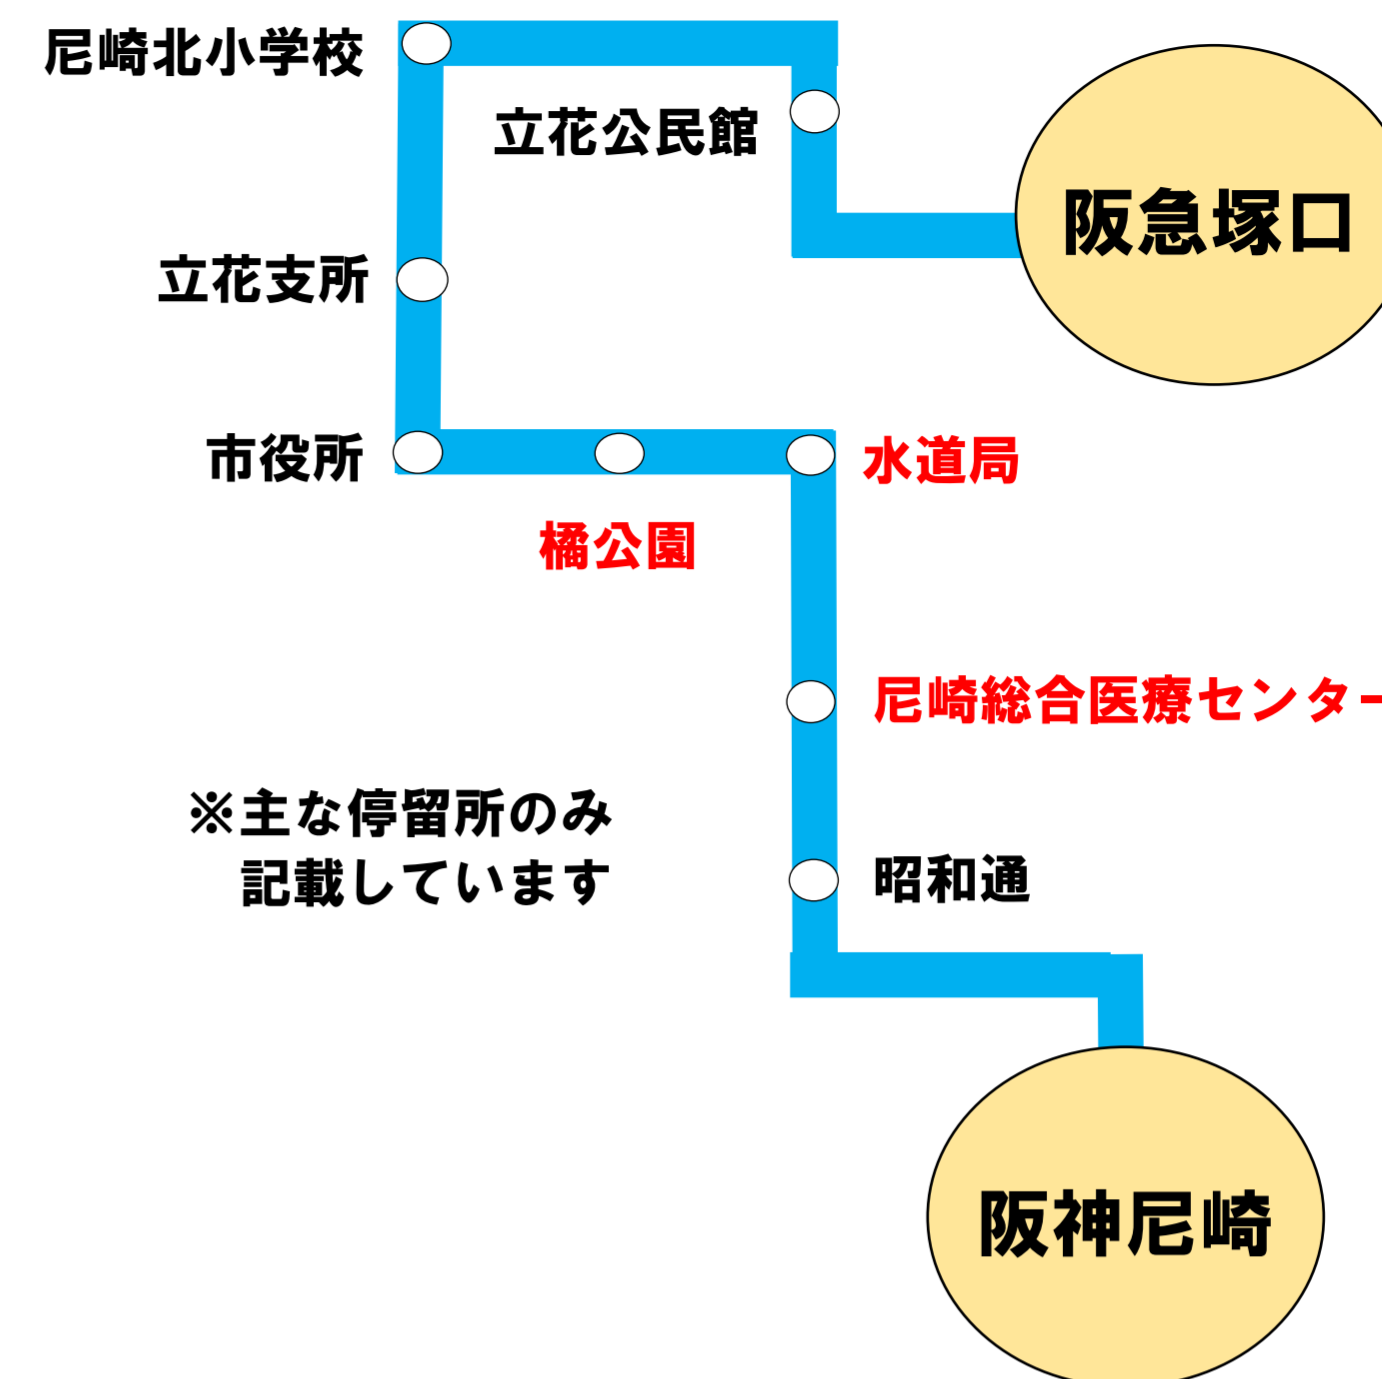 尼崎北小学校
立花公民館
阪急塚口
立花支所
市役所
水道局
橘公園
尼崎総合医療センター
※主な停留所のみ
記載しています
昭和通
阪神尼崎